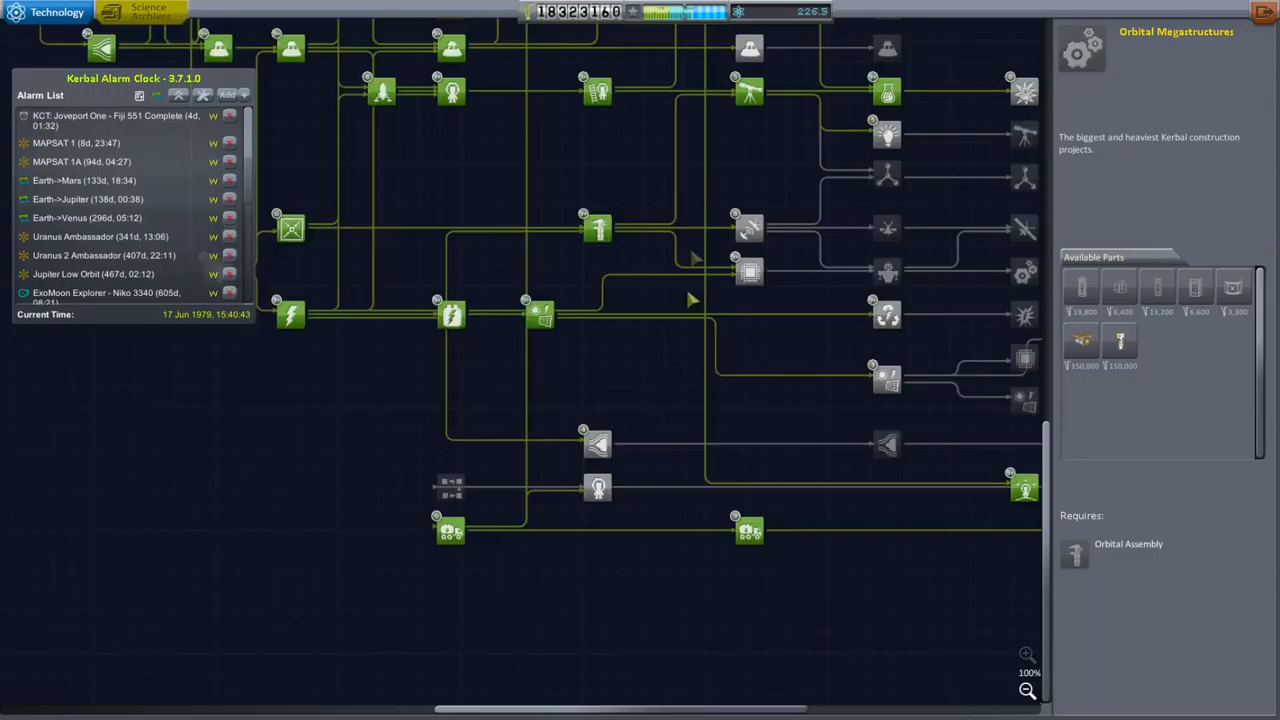 Technology
Science
Archives
18323160
226.5
Orbital Megastructures
Kerbal Alarm Clock - 3.7.1.0
Alarm List
Add
KCT: Joveport One - Fiji 551 Complete (4d,
01:32)
W
MAPSAT 1 (8d, 23:47)
W
MAPSAT 1A (94d, 04:27)
W
Earth->Mars (133d, 18:34)
W
Earth->Jupiter (138d, 00:38)
W
Earth->Venus (296d, 05:12)
W
Uranus Ambassador (341d, 13:06)
W
Uranus 2 Ambassador (407d, 22:11)
W
Jupiter Low Orbit (467d, 02:12)
W
ExoMoon Explorer - Niko 3340 (605d,
08:21)
W
Current Time:
17 Jun 1979, 15:40:43
The biggest and heaviest Kerbal construction
projects.
Available Parts
19,800
6,400
13,200
6,600
3,300
150,000
150,000
Requires:
Orbital Assembly
100%